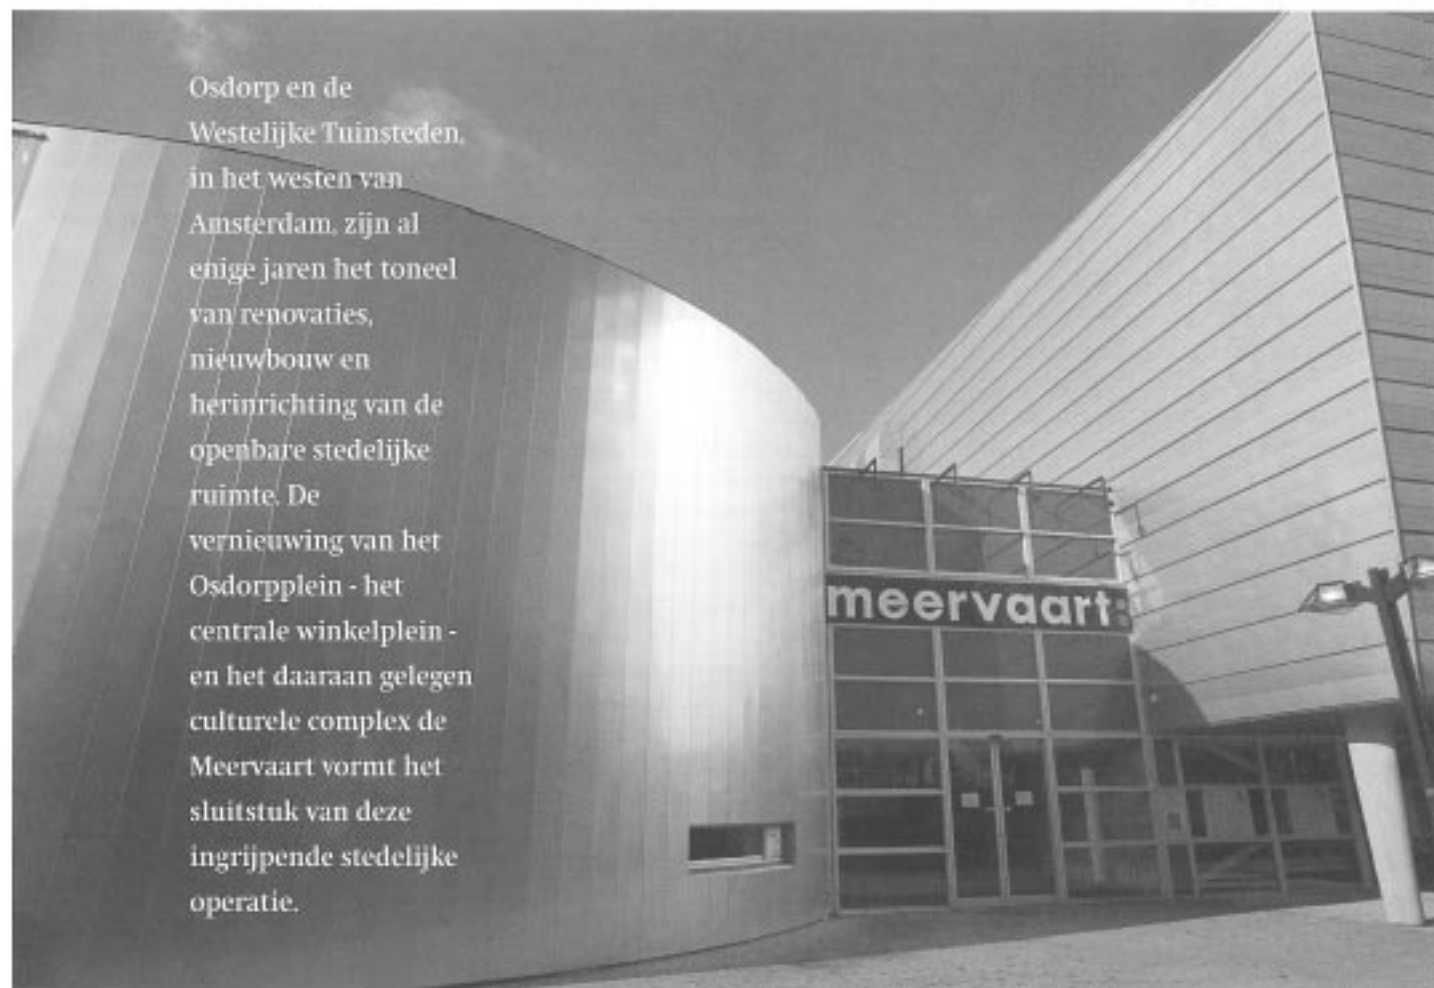 Osdorp en de
Westelijke Tuinsteden,
in het westen van
Amsterdam, zijn al
enige jaren het toneel
van renovaties,
nieuwbouw en
herinrichting van de
openbare stedelijke
ruimte. De
vernieuwing van het
Osdorpplein - het
centrale winkelplein -
en het daaraan gelegen
culturele complex de
Meervaart vormt het
sluitstuk van deze
ingrijpende stedelijke
operatie.
meervaart: